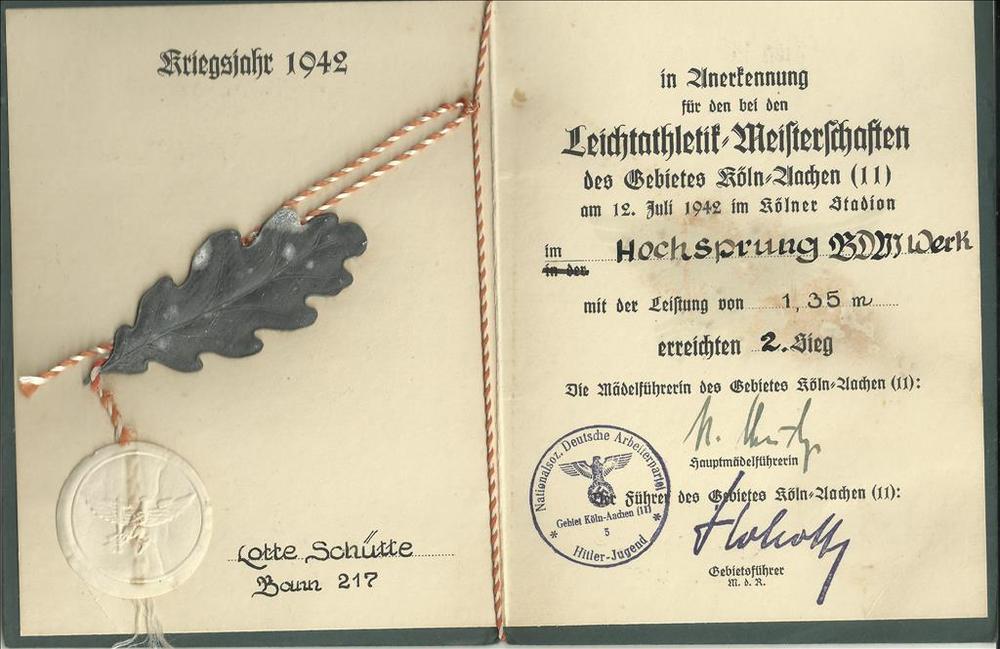 Kriegsjahr 1942
Lotte Schütte
Bann 217
in Anerkennung
für den bei den
Leichtathletik-Meisterschaften
des Gebietes Köln-Aachen (11)
am 12. Juli 1942 im Kölner Stadion
im Hochsprung BDM Werk
in der
mit der Leistung von 1,35 m
erreichten 2. Sieg
Die Mädelführerin des Gebietes Köln-Aachen (11):
Hauptmädelführerin
Der Führer des Gebietes Köln-Aachen (11):
Gebietsführer
M. d. R.
Nationalsoz. Deutsche Arbeiterpartei
Gebiet Köln-Aachen (11)
5
* Hitler-Jugend *